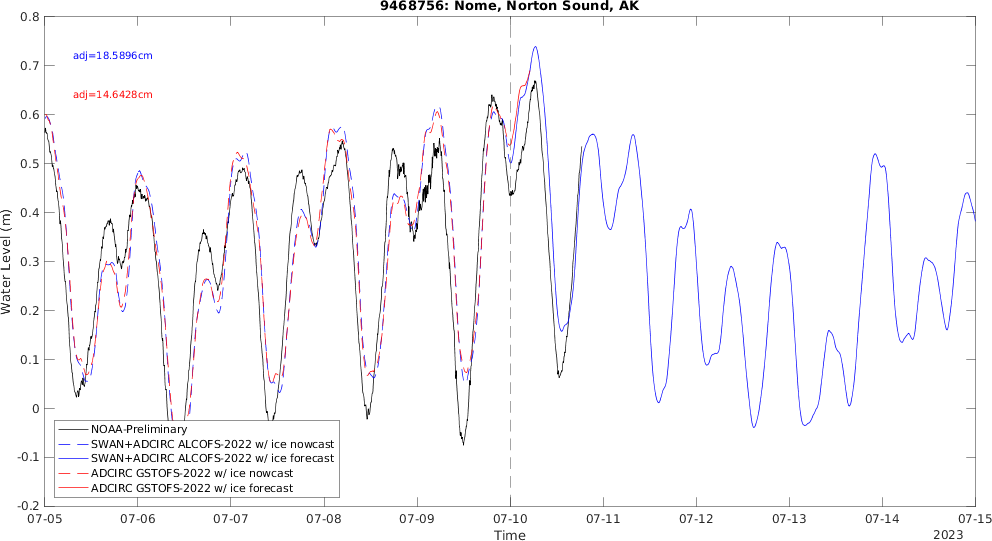 9468756: Nome, Norton Sound, AK
0.8
0.7
0.6
0.5
0.4
0.3
0.2
0.1
0
-0.1
-0.2
Water Level (m)
adj=18.5896cm
adj=14.6428cm
NOAA-Preliminary
SWAN+ADCIRC ALCOFS-2022 w/ ice nowcast
SWAN+ADCIRC ALCOFS-2022 w/ ice forecast
ADCIRC GSTOFS-2022 w/ ice nowcast
ADCIRC GSTOFS-2022 w/ ice forecast
07-05 07-06 07-07 07-08 07-09 07-10 07-11 07-12 07-13 07-14 07-15
Time
2023